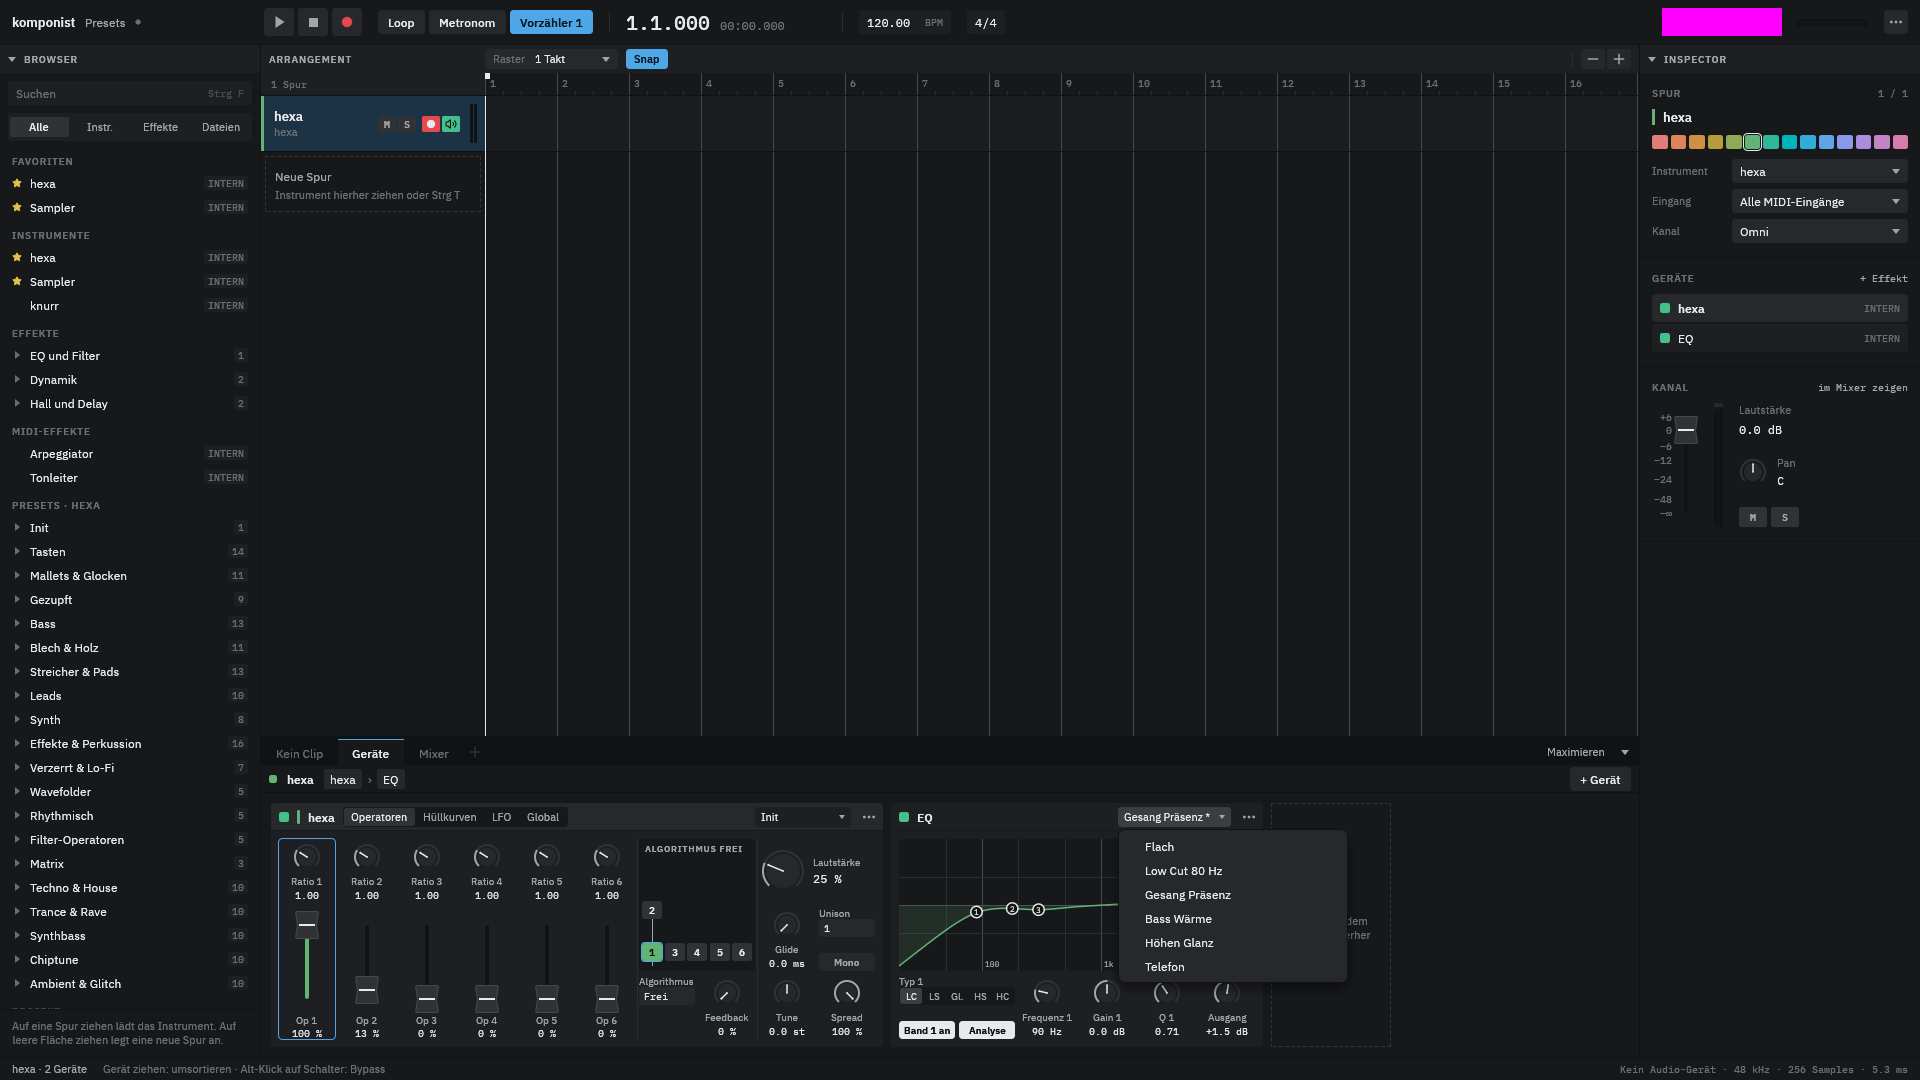 komponist Presets
Loop Metronom Vorzähler 1 1.1.000 00:00.000 120.00 BPM 4/4
BROWSER
Suchen Strg F
Alle Instr. Effekte Dateien
FAVORITEN
hexa INTERN
Sampler INTERN
INSTRUMENTE
hexa INTERN
Sampler INTERN
knurr INTERN
EFFEKTE
EQ und Filter 1
Dynamik 2
Hall und Delay 2
MIDI-EFFEKTE
Arpeggiator INTERN
Tonleiter INTERN
PRESETS · HEXA
Init 1
Tasten 14
Mallets & Glocken 11
Gezupft 9
Bass 13
Blech & Holz 11
Streicher & Pads 13
Leads 10
Synth 8
Effekte & Perkussion 16
Verzerrt & Lo-Fi 7
Wavefolder 5
Rhythmisch 5
Filter-Operatoren 5
Matrix 3
Techno & House 10
Trance & Rave 10
Synthbass 10
Chiptune 10
Ambient & Glitch 10
Auf eine Spur ziehen lädt das Instrument. Auf
leere Fläche ziehen legt eine neue Spur an.
ARRANGEMENT Raster 1 Takt Snap
1 Spur 1 2 3 4 5 6 7 8 9 10 11 12 13 14 15 16
hexa
hexa M S
Neue Spur
Instrument hierher ziehen oder Strg T
Kein Clip Geräte Mixer + Maximieren
hexa hexa › EQ + Gerät
hexa Operatoren Hüllkurven LFO Global Init
Ratio 1 Ratio 2 Ratio 3 Ratio 4 Ratio 5 Ratio 6
1.00 1.00 1.00 1.00 1.00 1.00
Op 1 Op 2 Op 3 Op 4 Op 5 Op 6
100 % 13 % 0 % 0 % 0 % 0 %
ALGORITHMUS FREI
2
1 3 4 5 6
Algorithmus
Frei
Feedback
0 %
Lautstärke
25 %
Unison
1
Glide
0.0 ms
Mono
Tune Spread
0.0 st 100 %
EQ Gesang Präsenz *
Flach
Low Cut 80 Hz
Gesang Präsenz
Bass Wärme
Höhen Glanz
Telefon
1 2 3
100 1k
dem
erher
Typ 1
LC LS GL HS HC
Band 1 an Analyse
Frequenz 1 Gain 1 Q 1 Ausgang
90 Hz 0.0 dB 0.71 +1.5 dB
INSPECTOR
SPUR 1 / 1
hexa
Instrument hexa
Eingang Alle MIDI-Eingänge
Kanal Omni
GERÄTE + Effekt
hexa INTERN
EQ INTERN
KANAL im Mixer zeigen
+6
0
−6
−12
−24
−48
−∞
Lautstärke
0.0 dB
Pan
C
M S
hexa · 2 Geräte Gerät ziehen: umsortieren · Alt-Klick auf Schalter: Bypass
Kein Audio-Gerät · 48 kHz · 256 Samples · 5.3 ms